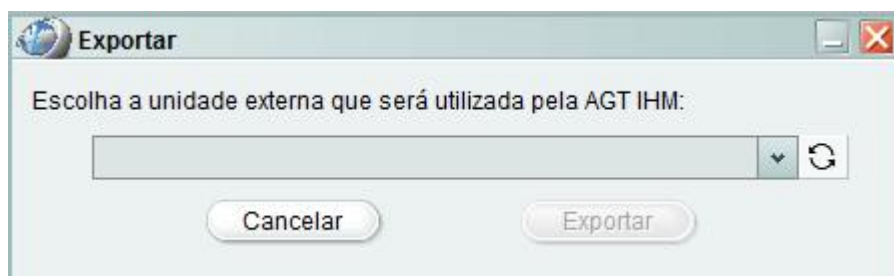 Exportar
Escolha a unidade externa que será utilizada pela AGT IHM:
Cancelar Exportar